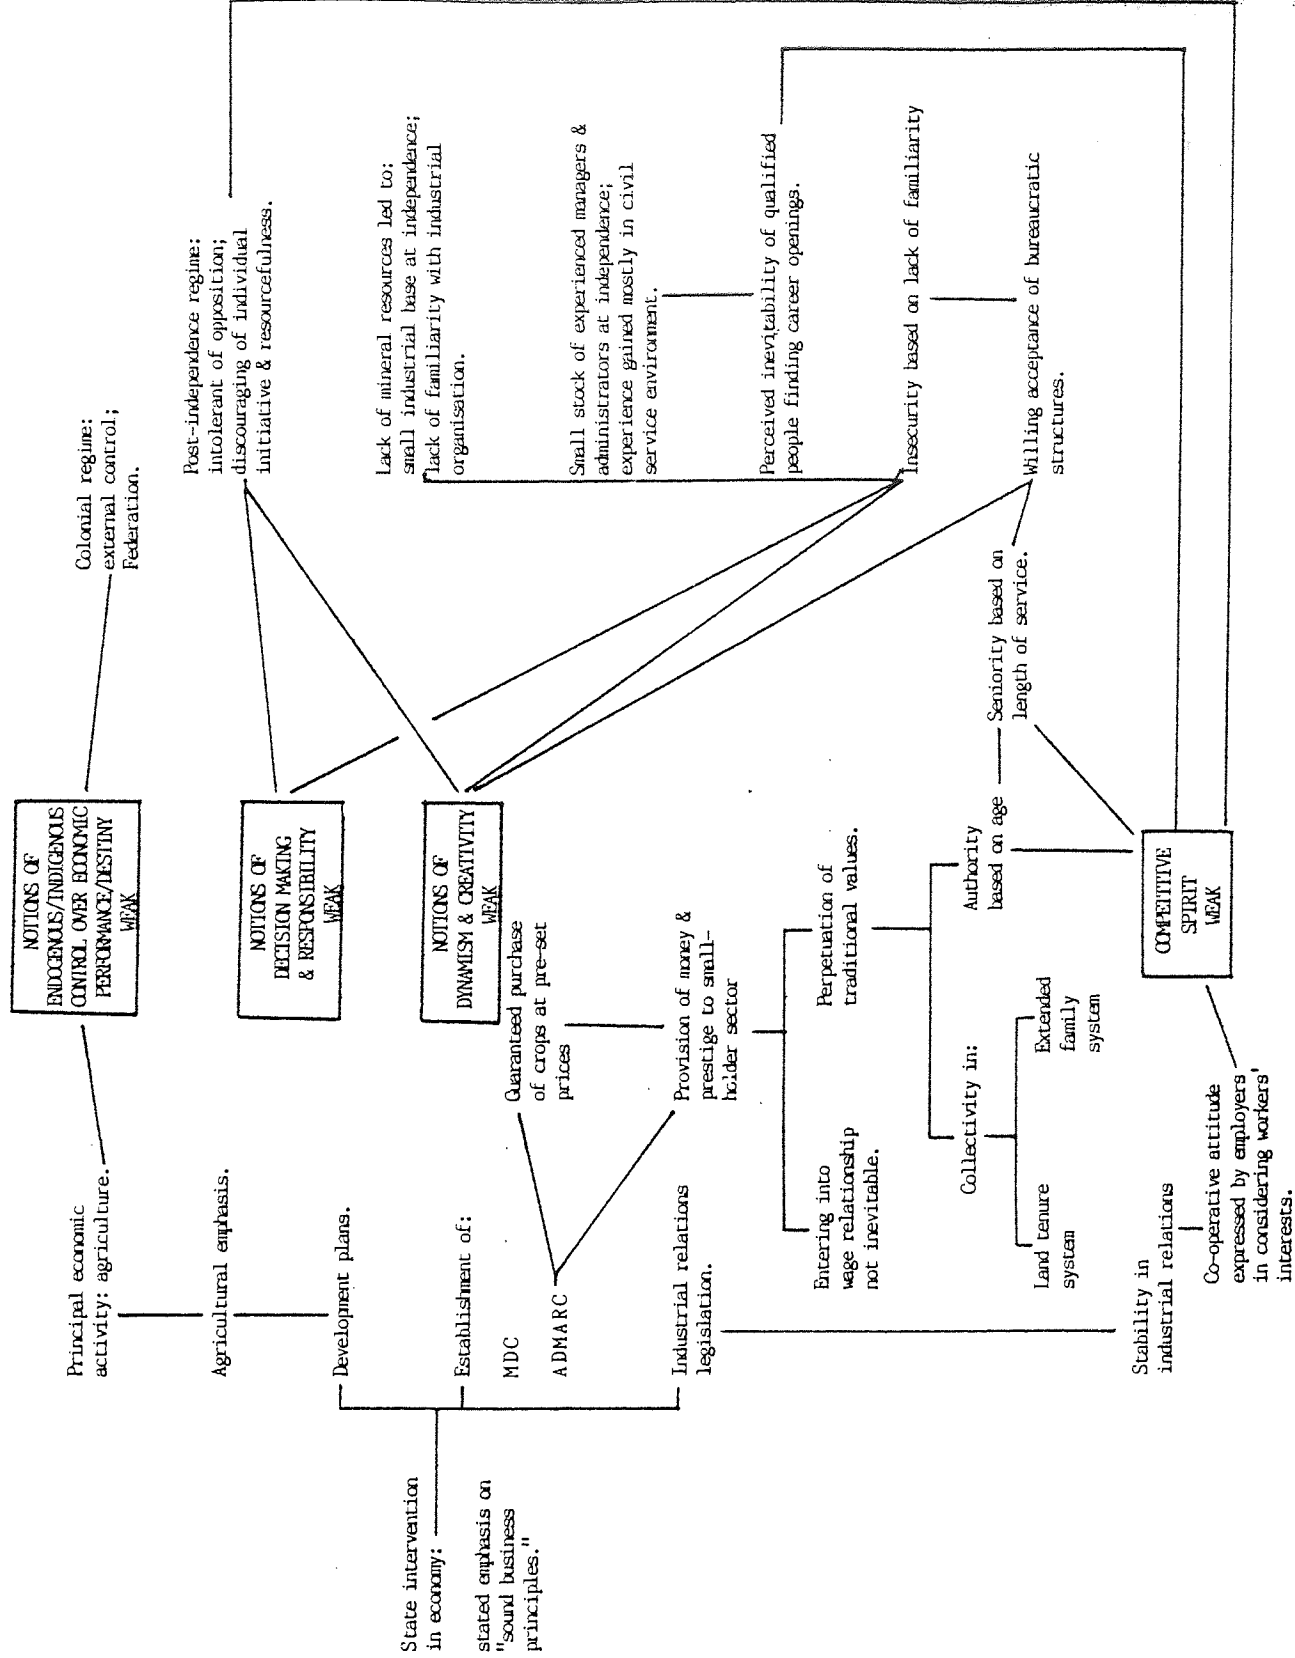 State intervention
in economy:
stated emphasis on
"sound business
principles."
Principal economic
activity: agriculture.
Agricultural emphasis.
Development plans.
Establishment of:
MDC
ADMARC
Industrial relations
legislation.
Stability in
industrial relations
Co-operative attitude
expressed by employers
in considering workers'
interests.
Guaranteed purchase
of crops at pre-set
prices
Provision of money &
prestige to small-
holder sector
Entering into
wage relationship
not inevitable.
Perpetuation of
traditional values.
Collectivity in:
Land tenure
system
Extended
family
system
Authority
based on age
Seniority based on
length of service.
NOTIONS OF
ENDOGENOUS/INDIGENOUS
CONTROL OVER ECONOMIC
PERFORMANCE/DESTINY
WEAK
NOTIONS OF
DECISION MAKING
& RESPONSIBILITY
WEAK
NOTIONS OF
DYNAMISM & CREATIVITY
WEAK
COMPETITIVE
SPIRIT
WEAK
Colonial regime:
external control;
Federation.
Post-independence regime:
intolerant of opposition;
discouraging of individual
initiative & resourcefulness.
Lack of mineral resources led to;
small industrial base at independence;
lack of familiarity with industrial
organisation.
Small stock of experienced managers &
administrators at independence;
experience gained mostly in civil
service environment.
Perceived inevitability of qualified
people finding career openings.
Insecurity based on lack of familiarity
Willing acceptance of bureaucratic
structures.